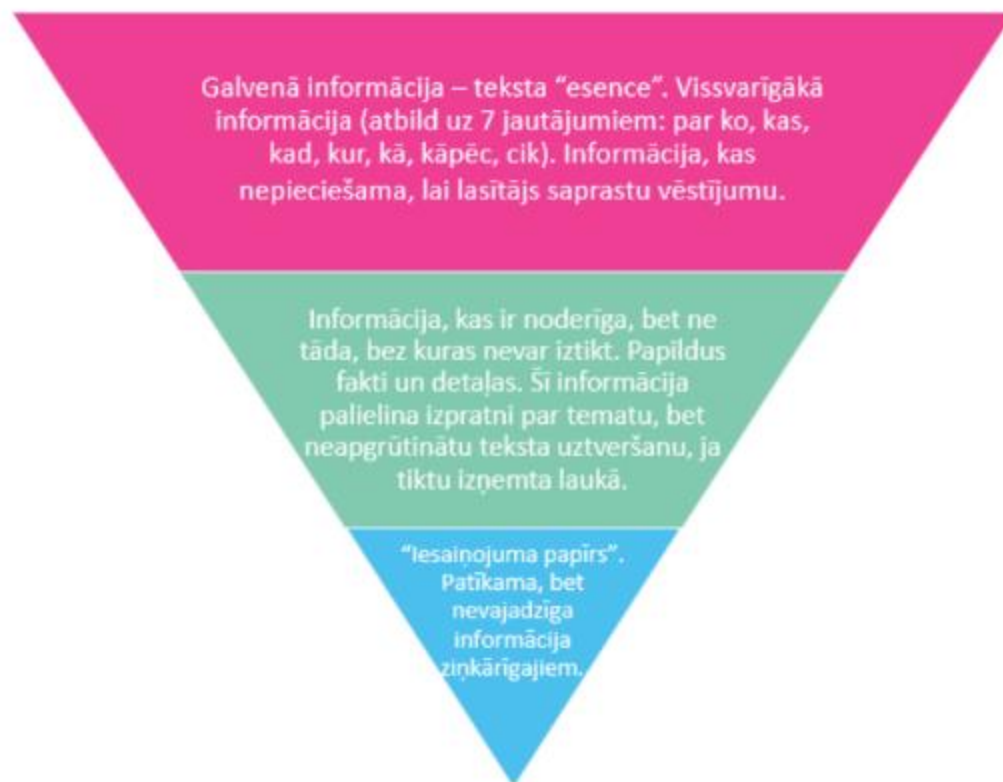 Galvenā informācija – teksta “esence”. Vissvarīgākā
informācija (atbild uz 7 jautājumiem: par ko, kas,
kad, kur, kā, kāpēc, cik). Informācija, kas
nepieciešama, lai lasītājs saprastu vēstījumu.
Informācija, kas ir noderīga, bet ne
tāda, bez kuras nevar iztikt. Papildus
fakti un detaļas. Šī informācija
palielina izpratni par tematu, bet
neapgrūtinātu teksta uztveršanu, ja
tiktu izņemta laukā.
“Iesaiņojuma papīrs”.
Patīkama, bet
nevajadzīga
informācija
ziņkārīgajiem.